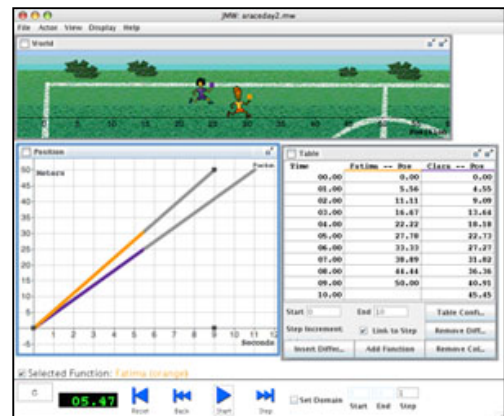 JMW: araceday2.mw
File Actor View Display Help
World
0 5 10 15 20 25 30 35 40 45 50 55 60
Position
Position
Meters
Position
50
45
40
35
30
25
20
15
10
5
0
-5
0 1 2 3 4 5 6 7 8 9 10 11 12
Seconds
Table
Time Fatima -- Pos Clara -- Pos
00.00 0.00 0.00
01.00 5.56 4.55
02.00 11.11 9.09
03.00 16.67 13.64
04.00 22.22 18.18
05.00 27.78 22.73
06.00 33.33 27.27
07.00 38.89 31.82
08.00 44.44 36.36
09.00 50.00 40.91
10.00 45.45
Start 0 End 10 Table Confi...
Step Increment. Link to Step Remove Diff...
Insert Differ... Add Function Remove Col...
Selected Function: Fatima (orange)
05.47 Reset Back Start Step Set Domain 1
Start End Step